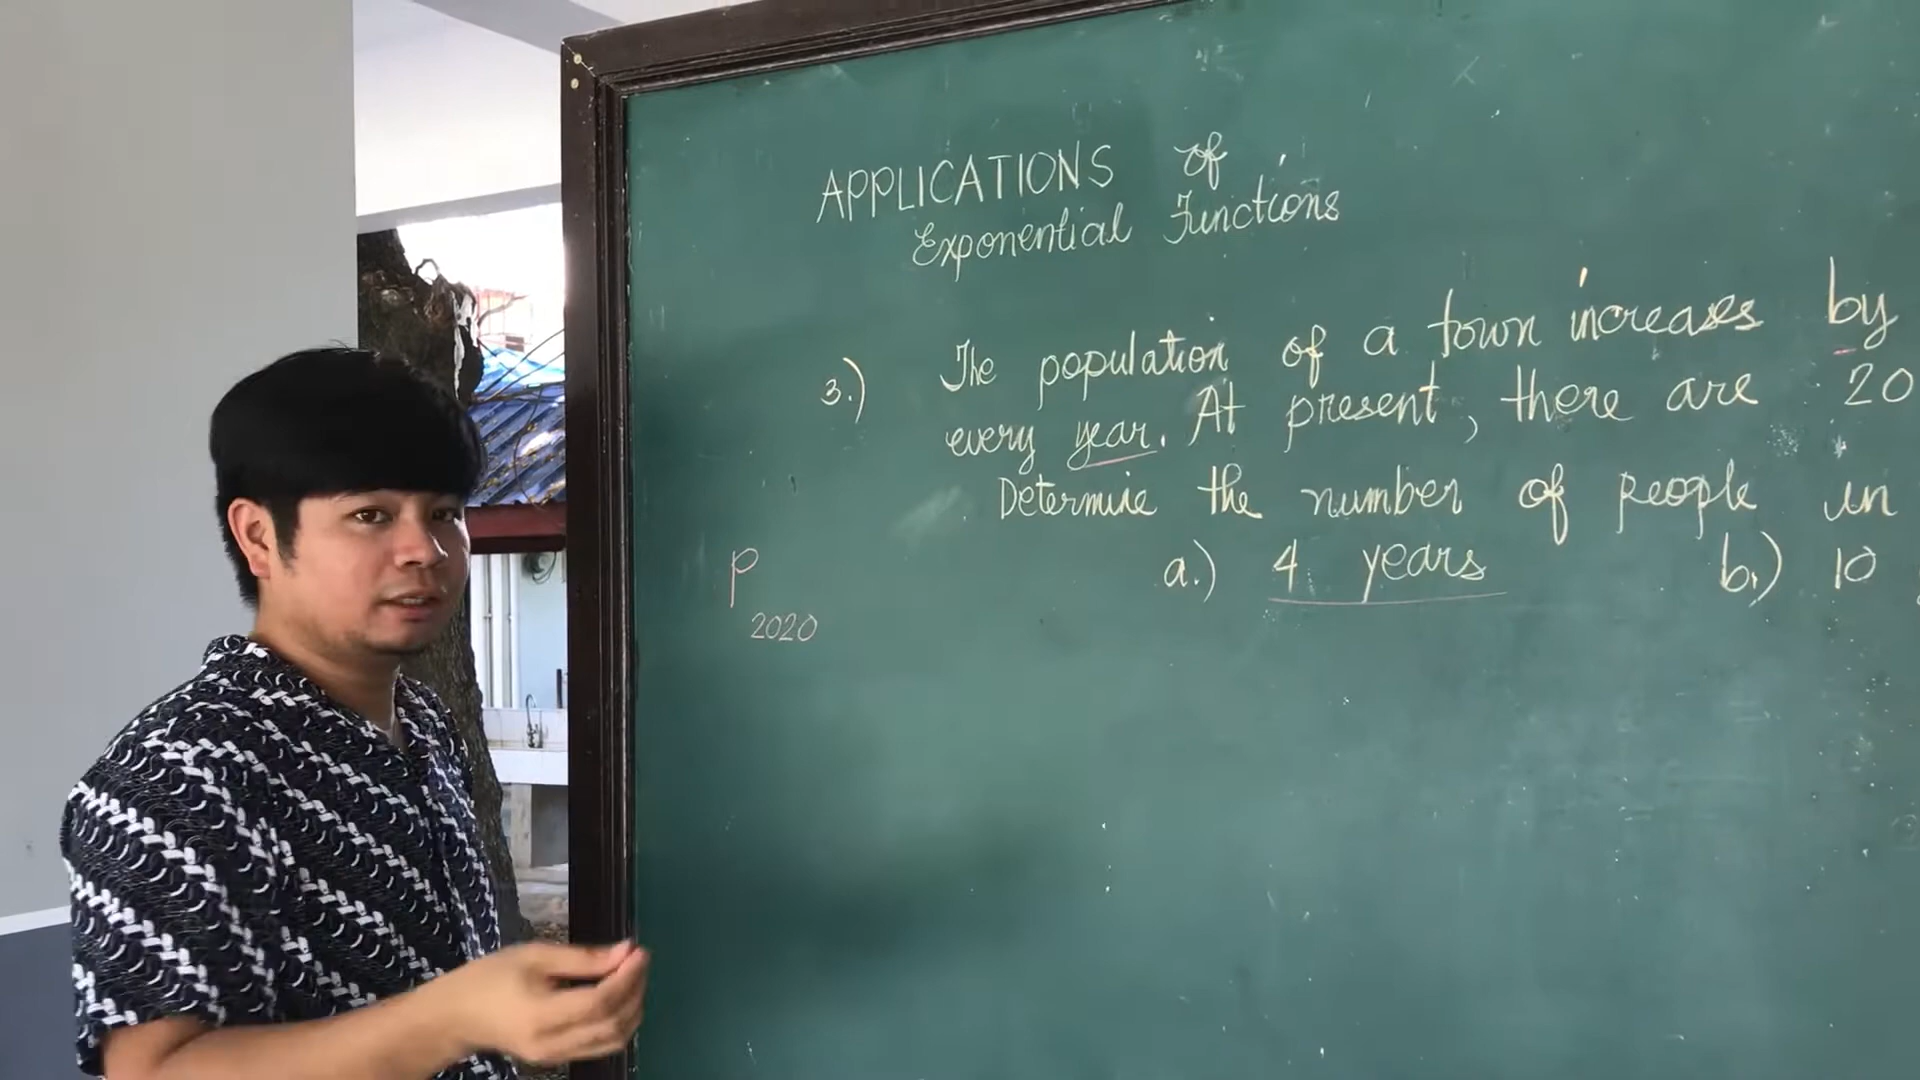 APPLICATIONS of
Exponential Functions
3.) The population of a town increases by
every year. At present, there are 20
Determine the number of people in
a.) 4 years b.) 10
P
2020